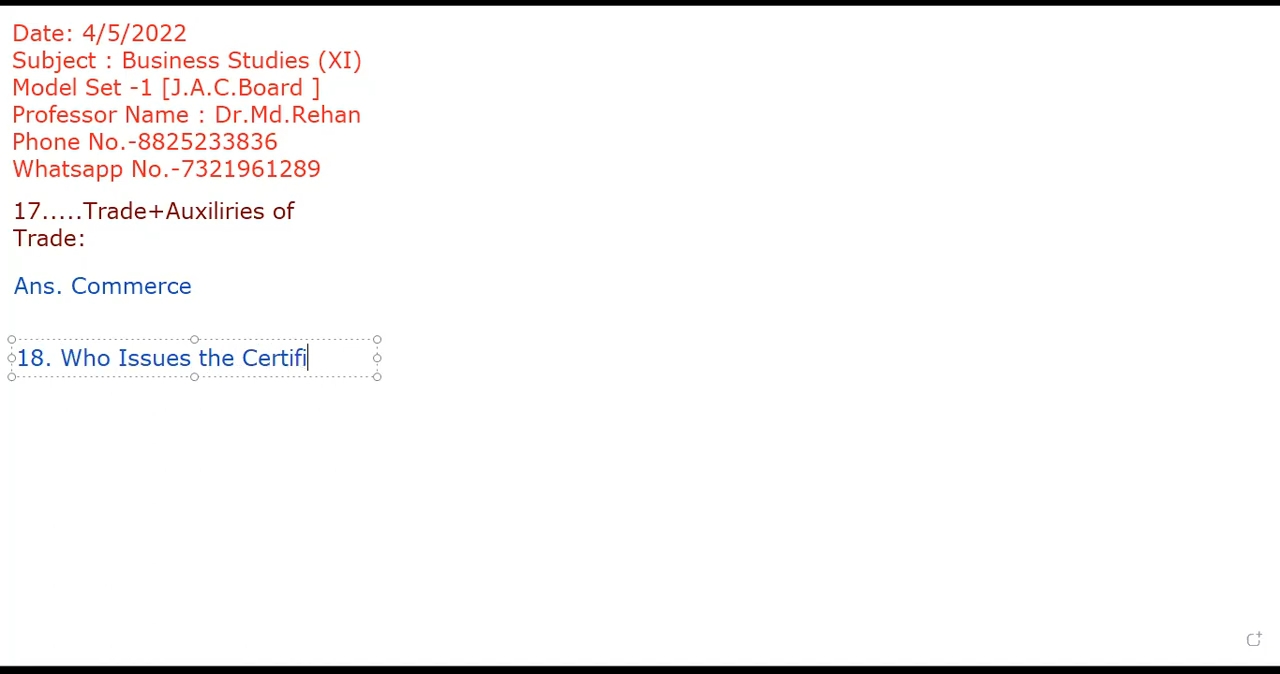 Date: 4/5/2022
Subject : Business Studies (XI)
Model Set -1 [J.A.C.Board ]
Professor Name : Dr.Md.Rehan
Phone No.-8825233836
Whatsapp No.-7321961289
17.....Trade+Auxiliries of
Trade:
Ans. Commerce
18. Who Issues the Certifi